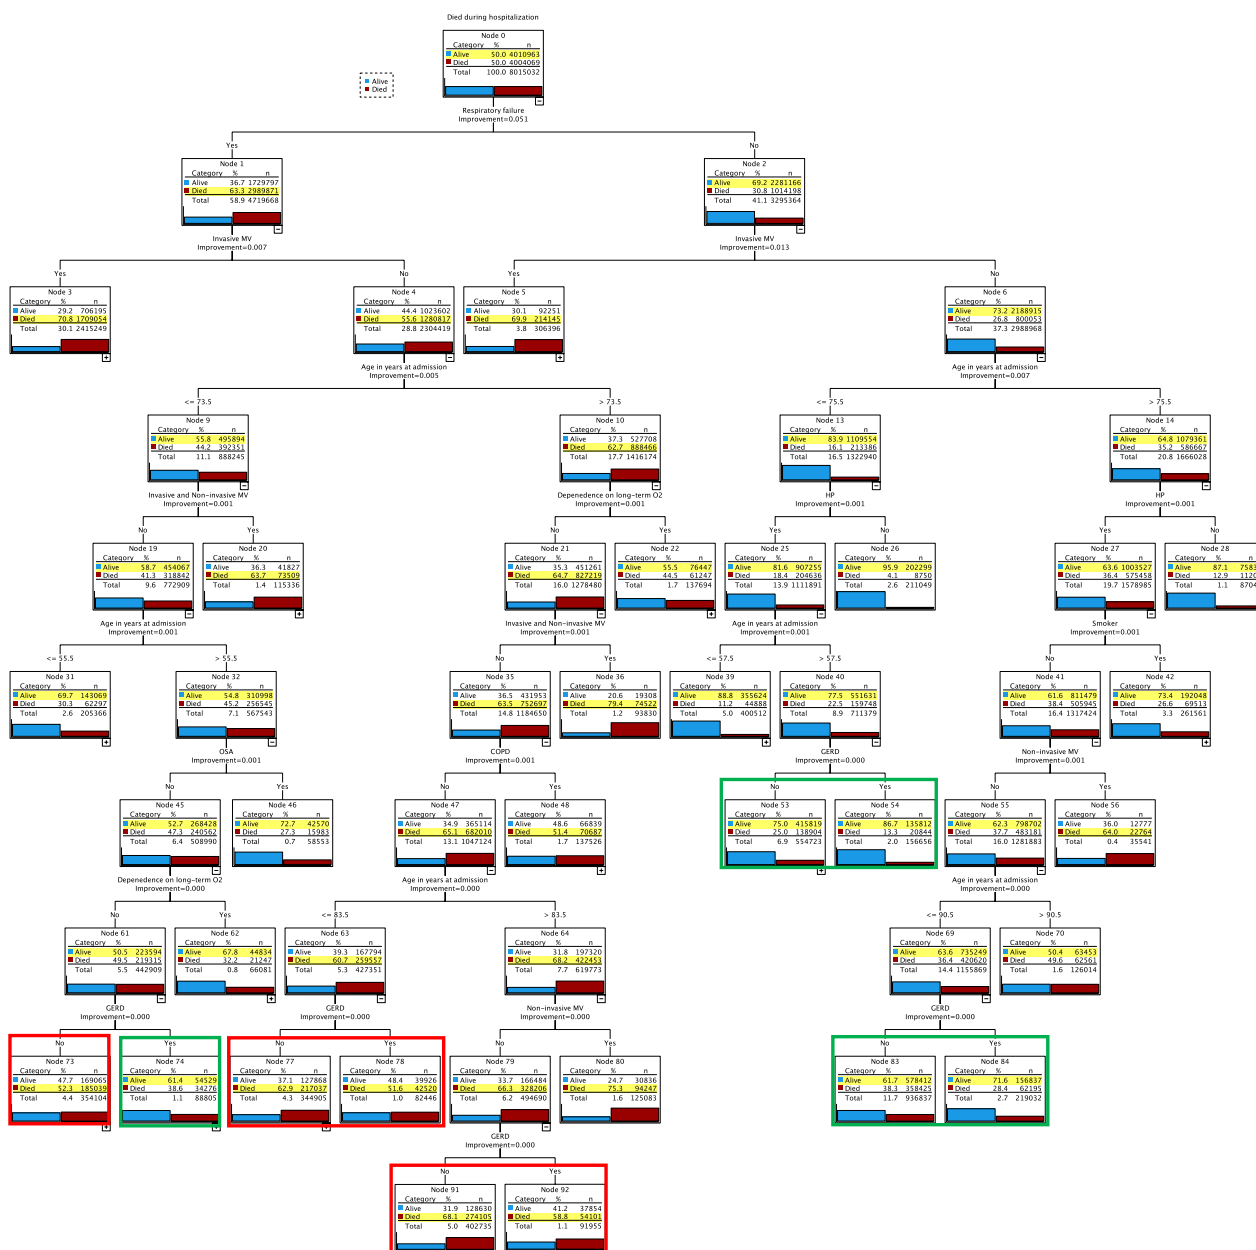 Died during hospitalization
Node 0
Category % n
Alive 50.0 4010963
Died 50.0 4004069
Total 100.0 8015032
Alive
Died
Respiratory failure
Improvement=0.051
Yes
No
Node 1
Category % n
Alive 36.7 1729797
Died 63.3 2989871
Total 58.9 4719668
Node 2
Category % n
Alive 69.2 2281166
Died 30.8 1014198
Total 41.1 3295364
Invasive MV
Improvement=0.007
Invasive MV
Improvement=0.013
Yes
No
Yes
No
Node 3
Category % n
Alive 29.2 706195
Died 70.8 1709054
Total 30.1 2415249
Node 4
Category % n
Alive 44.4 1023602
Died 55.6 1280817
Total 28.8 2304419
Node 5
Category % n
Alive 30.1 92251
Died 69.9 214145
Total 3.8 306396
Node 6
Category % n
Alive 73.2 2188915
Died 26.8 800053
Total 37.3 2988968
Age in years at admission
Improvement=0.005
Age in years at admission
Improvement=0.007
<= 73.5
> 73.5
<= 75.5
> 75.5
Node 9
Category % n
Alive 55.8 495894
Died 44.2 392351
Total 11.1 888245
Node 10
Category % n
Alive 37.3 527708
Died 62.7 888466
Total 17.7 1416174
Node 13
Category % n
Alive 83.9 1109554
Died 16.1 213386
Total 16.5 1322940
Node 14
Category % n
Alive 64.8 1079361
Died 35.2 586667
Total 20.8 1666028
Invasive and Non-invasive MV
Improvement=0.001
Depenedence on long-term O2
Improvement=0.001
HP
Improvement=0.001
HP
Improvement=0.001
No
Yes
No
Yes
Yes
No
Yes
No
Node 19
Category % n
Alive 58.7 454067
Died 41.3 318842
Total 9.6 772909
Node 20
Category % n
Alive 36.3 41827
Died 63.7 73509
Total 1.4 115336
Node 21
Category % n
Alive 35.3 451261
Died 64.7 827219
Total 16.0 1278480
Node 22
Category % n
Alive 55.5 76447
Died 44.5 61247
Total 1.7 137694
Node 25
Category % n
Alive 81.6 907255
Died 18.4 204636
Total 13.9 1111891
Node 26
Category % n
Alive 95.9 202299
Died 4.1 8750
Total 2.6 211049
Node 27
Category % n
Alive 63.6 1003527
Died 36.4 575458
Total 19.7 1578985
Node 28
Category % n
Alive 87.1 7583
Died 12.9 1120
Total 1.1 8704
Age in years at admission
Improvement=0.001
Invasive and Non-invasive MV
Improvement=0.001
Age in years at admission
Improvement=0.001
Smoker
Improvement=0.001
<= 55.5
> 55.5
No
Yes
<= 57.5
> 57.5
No
Yes
Node 31
Category % n
Alive 69.7 143069
Died 30.3 62297
Total 2.6 205366
Node 32
Category % n
Alive 54.8 310998
Died 45.2 256545
Total 7.1 567543
Node 35
Category % n
Alive 36.5 431953
Died 63.5 752697
Total 14.8 1184650
Node 36
Category % n
Alive 20.6 19308
Died 79.4 74522
Total 1.2 93830
Node 39
Category % n
Alive 88.8 355624
Died 11.2 44888
Total 5.0 400512
Node 40
Category % n
Alive 77.5 551631
Died 22.5 159748
Total 8.9 711379
Node 41
Category % n
Alive 61.6 811479
Died 38.4 505945
Total 16.4 1317424
Node 42
Category % n
Alive 73.4 192048
Died 26.6 69513
Total 3.3 261561
OSA
Improvement=0.001
COPD
Improvement=0.001
GERD
Improvement=0.000
Non-invasive MV
Improvement=0.001
No
Yes
No
Yes
No
Yes
No
Yes
Node 45
Category % n
Alive 52.7 268428
Died 47.3 240562
Total 6.4 508990
Node 46
Category % n
Alive 72.7 42570
Died 27.3 15983
Total 0.7 58553
Node 47
Category % n
Alive 34.9 365114
Died 65.1 682010
Total 13.1 1047124
Node 48
Category % n
Alive 48.6 66839
Died 51.4 70687
Total 1.7 137526
Node 53
Category % n
Alive 75.0 415819
Died 25.0 138904
Total 6.9 554723
Node 54
Category % n
Alive 86.7 135812
Died 13.3 20844
Total 2.0 156656
Node 55
Category % n
Alive 62.3 798702
Died 37.7 483181
Total 16.0 1281883
Node 56
Category % n
Alive 36.0 12777
Died 64.0 22764
Total 0.4 35541
Depenedence on long-term O2
Improvement=0.000
Age in years at admission
Improvement=0.000
Age in years at admission
Improvement=0.000
No
Yes
<= 83.5
> 83.5
<= 90.5
> 90.5
Node 61
Category % n
Alive 50.5 223594
Died 49.5 219315
Total 5.5 442909
Node 62
Category % n
Alive 67.8 44834
Died 32.2 21247
Total 0.8 66081
Node 63
Category % n
Alive 39.3 167794
Died 60.7 259557
Total 5.3 427351
Node 64
Category % n
Alive 31.8 197320
Died 68.2 422453
Total 7.7 619773
Node 69
Category % n
Alive 63.6 735249
Died 36.4 420620
Total 14.4 1155869
Node 70
Category % n
Alive 50.4 63453
Died 49.6 62561
Total 1.6 126014
GERD
Improvement=0.000
GERD
Improvement=0.000
Non-invasive MV
Improvement=0.000
GERD
Improvement=0.000
No
Yes
No
Yes
No
Yes
No
Yes
Node 73
Category % n
Alive 47.7 169065
Died 52.3 185039
Total 4.4 354104
Node 74
Category % n
Alive 61.4 54529
Died 38.6 34276
Total 1.1 88805
Node 77
Category % n
Alive 37.1 127868
Died 62.9 217037
Total 4.3 344905
Node 78
Category % n
Alive 48.4 39926
Died 51.6 42520
Total 1.0 82446
Node 79
Category % n
Alive 33.7 166484
Died 66.3 328206
Total 6.2 494690
Node 80
Category % n
Alive 24.7 30836
Died 75.3 94247
Total 1.6 125083
Node 83
Category % n
Alive 61.7 578412
Died 38.3 358425
Total 11.7 936837
Node 84
Category % n
Alive 71.6 156837
Died 28.4 62195
Total 2.7 219032
GERD
Improvement=0.000
No
Yes
Node 91
Category % n
Alive 31.9 128630
Died 68.1 274105
Total 5.0 402735
Node 92
Category % n
Alive 41.2 37854
Died 58.8 54101
Total 1.1 91955